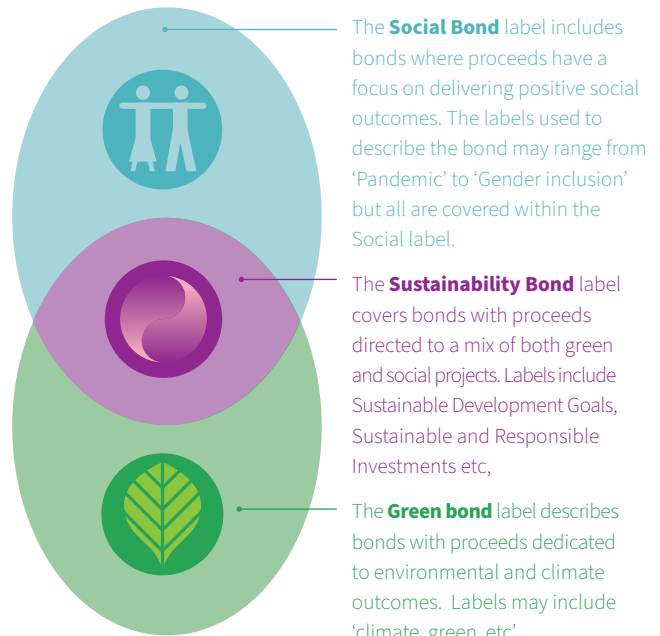 The Social Bond label includes
bonds where proceeds have a
focus on delivering positive social
outcomes. The labels used to
describe the bond may range from
‘Pandemic’ to ‘Gender inclusion’
but all are covered within the
Social label.
The Sustainability Bond label
covers bonds with proceeds
directed to a mix of both green
and social projects. Labels include
Sustainable Development Goals,
Sustainable and Responsible
Investments etc,
The Green bond label describes
bonds with proceeds dedicated
to environmental and climate
outcomes. Labels may include
‘climate, green, etc’